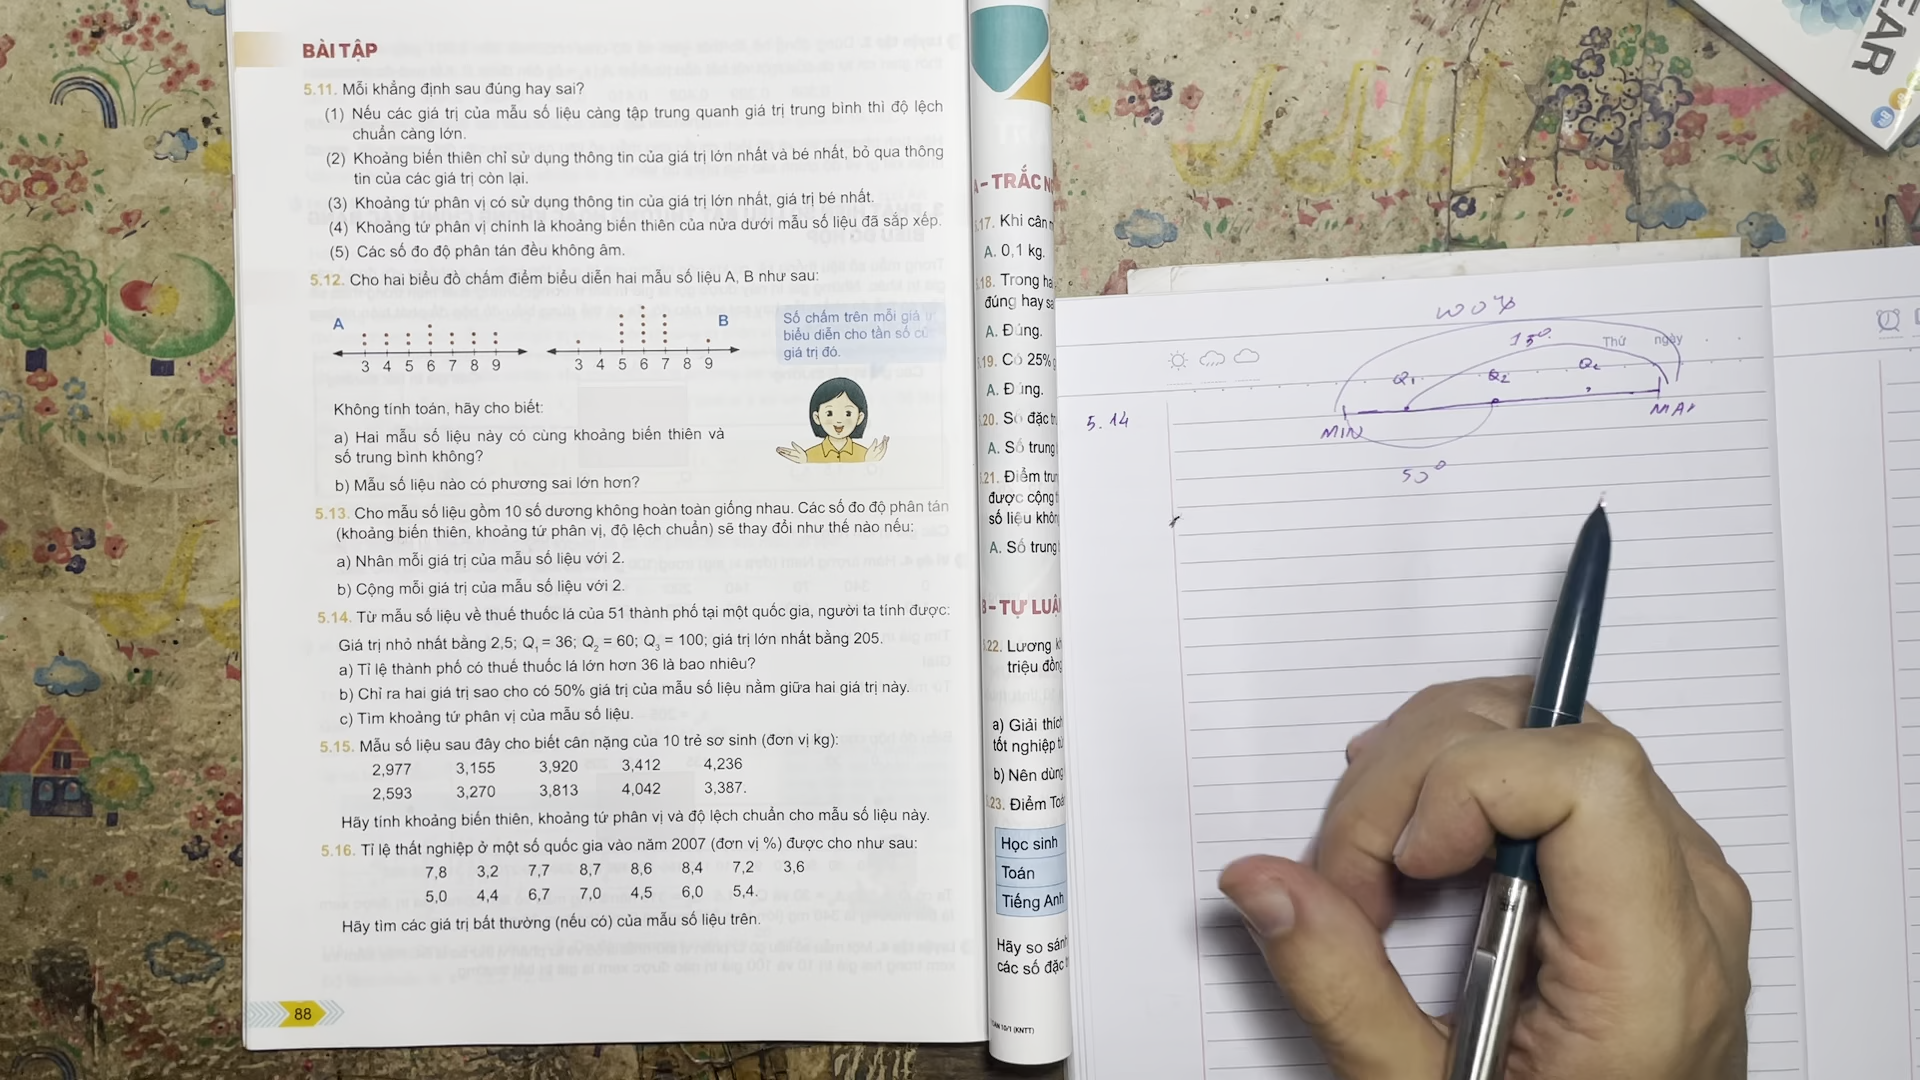 BÀI TẬP
5.11. Mỗi khẳng định sau đúng hay sai?
(1) Nếu các giá trị của mẫu số liệu càng tập trung quanh giá trị trung bình thì độ lệch
chuẩn càng lớn.
(2) Khoảng biến thiên chỉ sử dụng thông tin của giá trị lớn nhất và bé nhất, bỏ qua thông
tin của các giá trị còn lại.
(3) Khoảng tứ phân vị có sử dụng thông tin của giá trị lớn nhất, giá trị bé nhất.
(4) Khoảng tứ phân vị chính là khoảng biến thiên của nửa dưới mẫu số liệu đã sắp xếp.
(5) Các số đo độ phân tán đều không âm.
5.12. Cho hai biểu đồ chấm điểm biểu diễn hai mẫu số liệu A, B như sau:
A
3 4 5 6 7 8 9
B
3 4 5 6 7 8 9
Số chấm trên mỗi giá
biểu diễn cho tần số
giá trị đó.
Không tính toán, hãy cho biết:
a) Hai mẫu số liệu này có cùng khoảng biến thiên và
số trung bình không?
b) Mẫu số liệu nào có phương sai lớn hơn?
5.13. Cho mẫu số liệu gồm 10 số dương không hoàn toàn giống nhau. Các số đo độ phân tán
(khoảng biến thiên, khoảng tứ phân vị, độ lệch chuẩn) sẽ thay đổi như thế nào nếu:
a) Nhân mỗi giá trị của mẫu số liệu với 2.
b) Cộng mỗi giá trị của mẫu số liệu với 2.
5.14. Từ mẫu số liệu về thuế thuốc lá của 51 thành phố tại một quốc gia, người ta tính được:
Giá trị nhỏ nhất bằng 2,5; Q₁ = 36; Q₂ = 60; Q₃ = 100; giá trị lớn nhất bằng 205.
a) Tỉ lệ thành phố có thuế thuốc lá lớn hơn 36 là bao nhiêu?
b) Chỉ ra hai giá trị sao cho có 50% giá trị của mẫu số liệu nằm giữa hai giá trị này.
c) Tìm khoảng tứ phân vị của mẫu số liệu.
5.15. Mẫu số liệu sau đây cho biết cân nặng của 10 trẻ sơ sinh (đơn vị kg):
2,977 3,155 3,920 3,412 4,236
2,593 3,270 3,813 4,042 3,387.
Hãy tính khoảng biến thiên, khoảng tứ phân vị và độ lệch chuẩn cho mẫu số liệu này.
5.16. Tỉ lệ thất nghiệp ở một số quốc gia vào năm 2007 (đơn vị %) được cho như sau:
7,8 3,2 7,7 8,7 8,6 8,4 7,2 3,6
5,0 4,4 6,7 7,0 4,5 6,0 5,4.
Hãy tìm các giá trị bất thường (nếu có) của mẫu số liệu trên.
88
A – TRẮC
17. Khi cân
A. 0,1 kg.
18. Trong
đúng hay
A. Đúng.
19. Có 25%
A. Đúng.
20. Số đặc
A. Số trung
21. Điểm
được cộng
số liệu
A. Số trung
B – TỰ LUẬ
22. Lương
triệu đồng
a) Giải thích
tốt nghiệp
b) Nên dùng
23. Điểm
Học sinh
Toán
Tiếng Anh
Hãy so
các số đặc
10/1 (KNTT)
EAR
Thứ ngày
5.14
100%
Q₁ Q₂
MIN
50